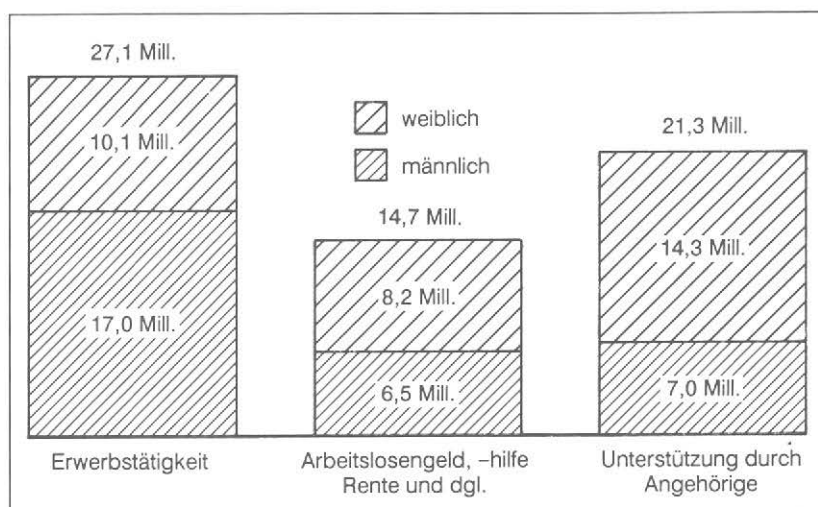 27,1 Mill.
10,1 Mill.
17,0 Mill.
weiblich
männlich
14,7 Mill.
8,2 Mill.
6,5 Mill.
21,3 Mill.
14,3 Mill.
7,0 Mill.
Erwerbstätigkeit
Arbeitslosengeld, –hilfe
Rente und dgl.
Unterstützung durch
Angehörige